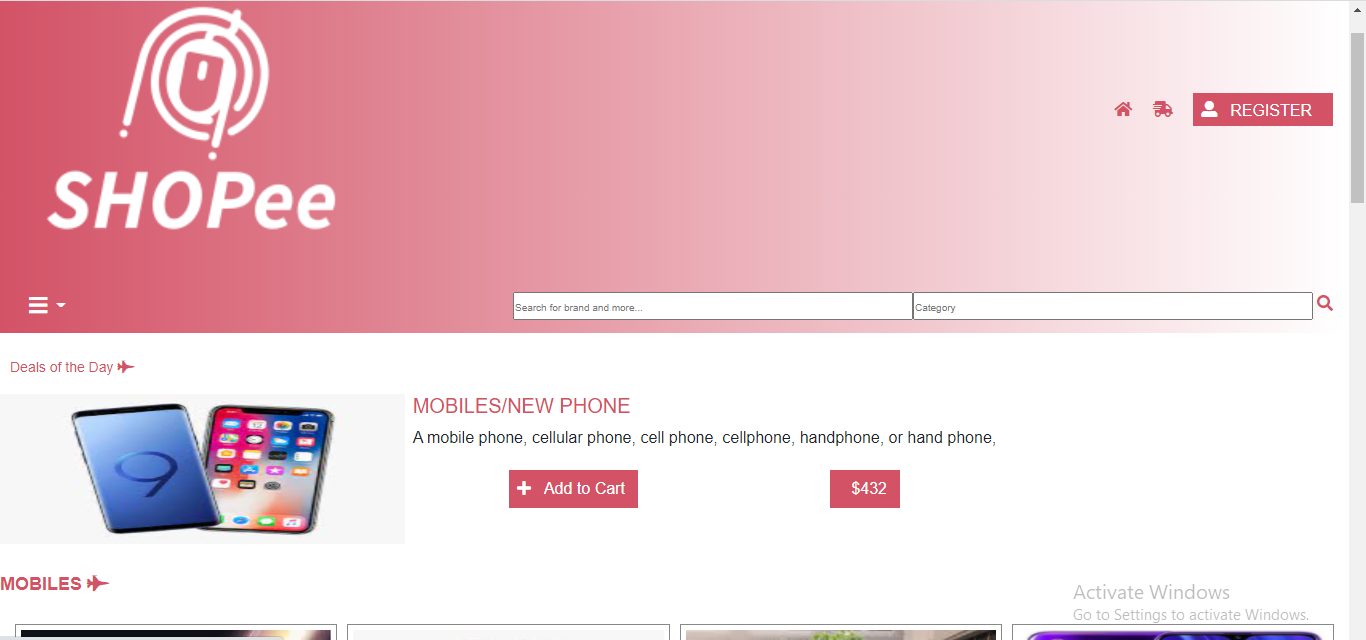 SHOPee
REGISTER
Search for brand and more...
Category
Deals of the Day
9
MOBILES/NEW PHONE
A mobile phone, cellular phone, cell phone, cellphone, handphone, or hand phone,
Add to Cart
$432
MOBILES
Activate Windows
Go to Settings to activate Windows.